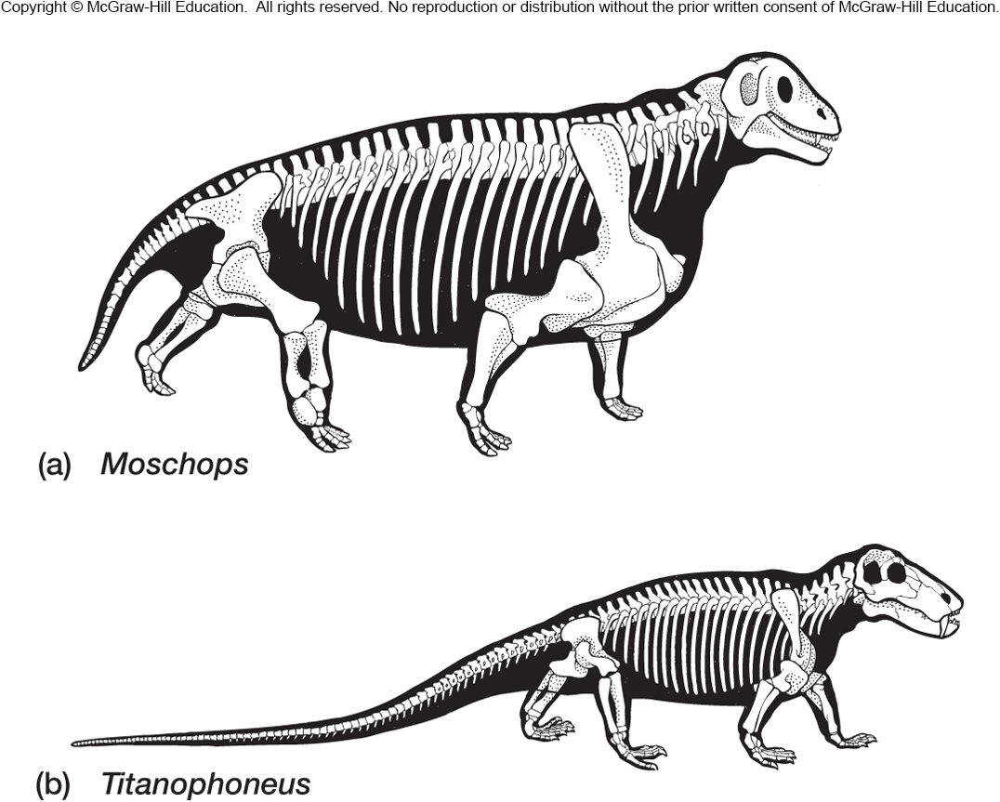 Copyright © McGraw-Hill Education.  All rights reserved. No reproduction or distribution without the prior written consent of McGraw-Hill Education.
(a) Moschops
(b) Titanophoneus